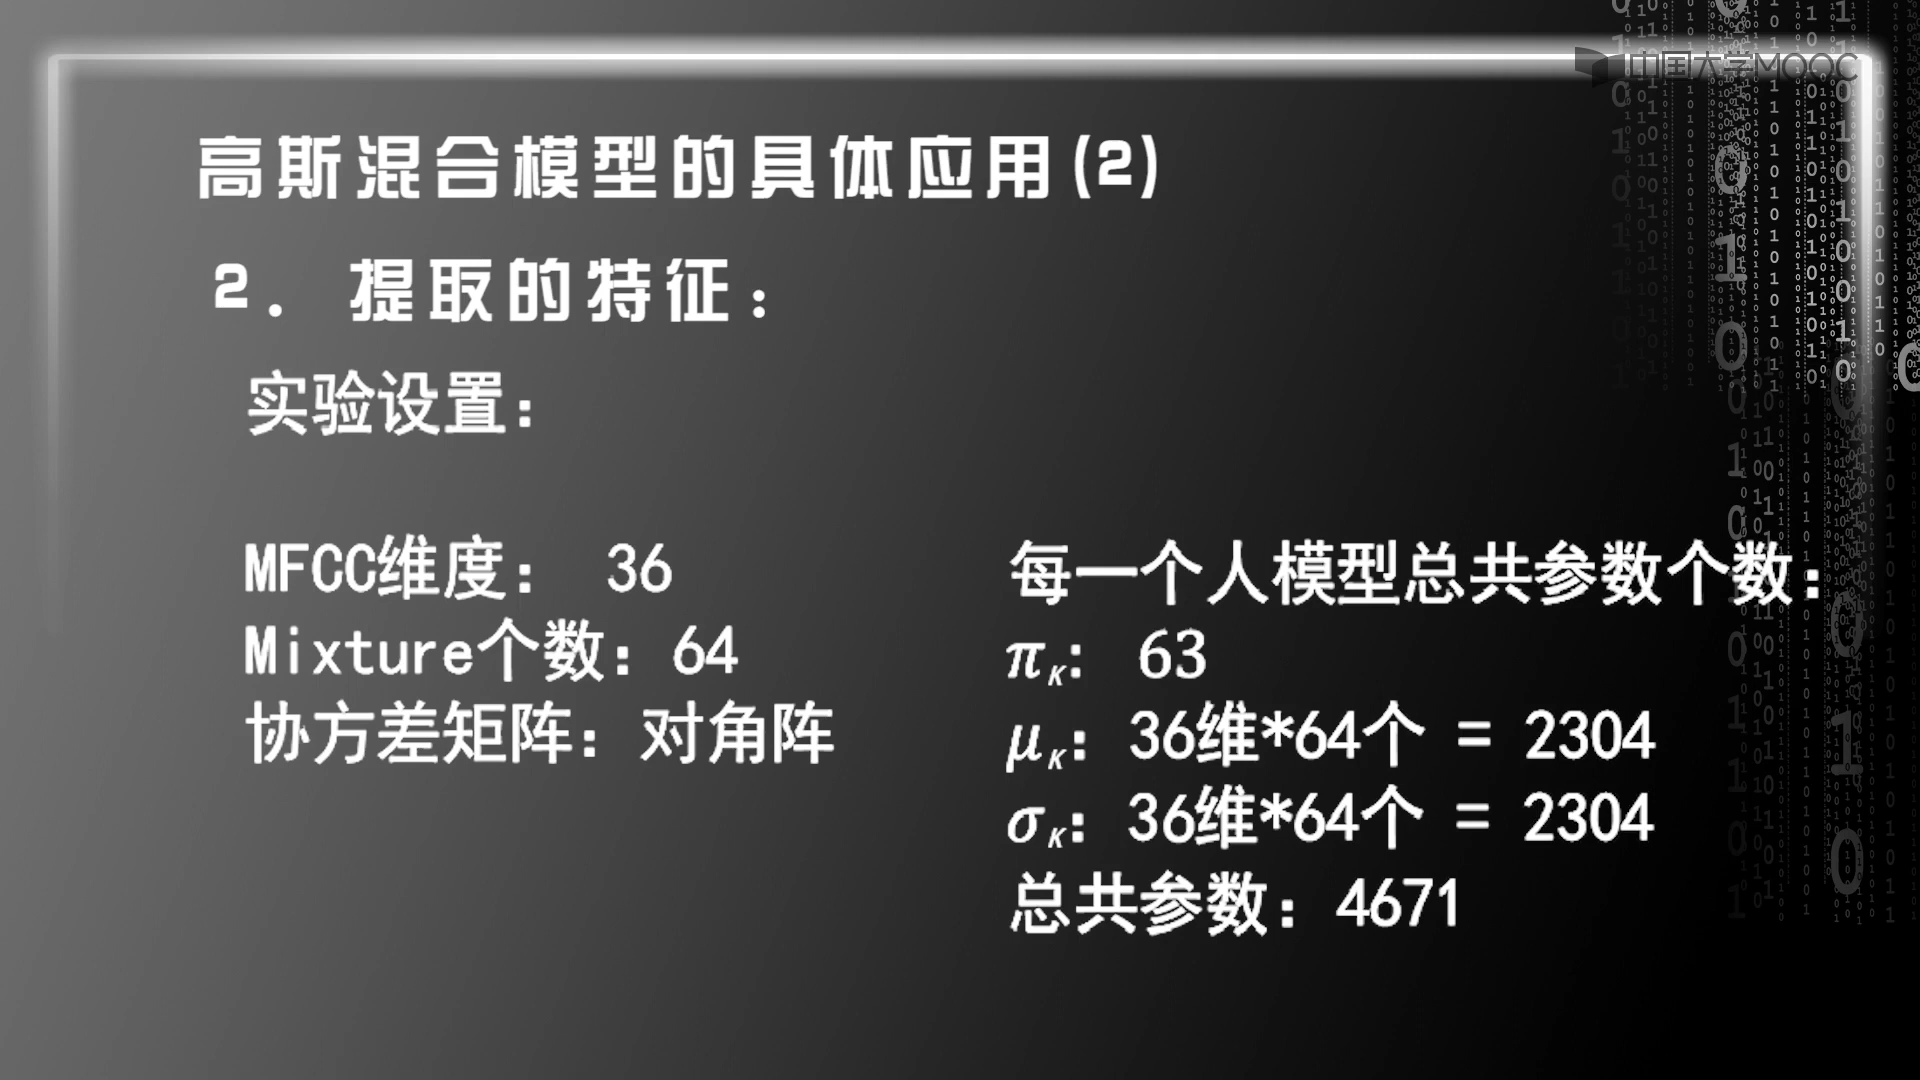 中国大学MOOC
高斯混合模型的具体应用(2)
2. 提取的特征:
实验设置:
MFCC维度: 36
Mixture个数: 64
协方差矩阵: 对角阵
每一个人模型总共参数个数:
π_K: 63
μ_K: 36维*64个 = 2304
σ_K: 36维*64个 = 2304
总共参数: 4671